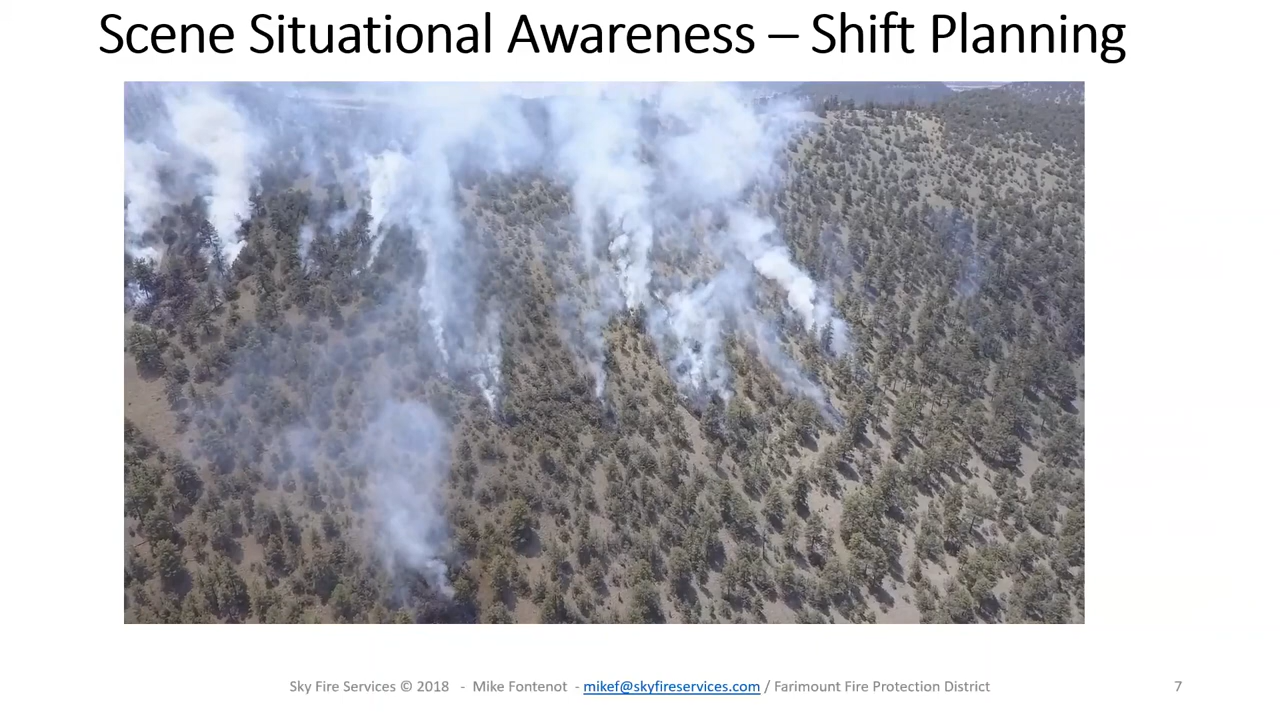 Scene Situational Awareness – Shift Planning
Sky Fire Services © 2018 - Mike Fontenot - mikef@skyfireservices.com / Farimount Fire Protection District
7